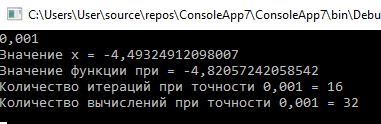 C:\Users\User\source\repos\ConsoleApp7\ConsoleApp7\bin\Debu
0,001
Значение x = -4,49324912098007
Значение функции при = -4,82057242058542
Количество итераций при точности 0,001 = 16
Количество вычислений при точности 0,001 = 32